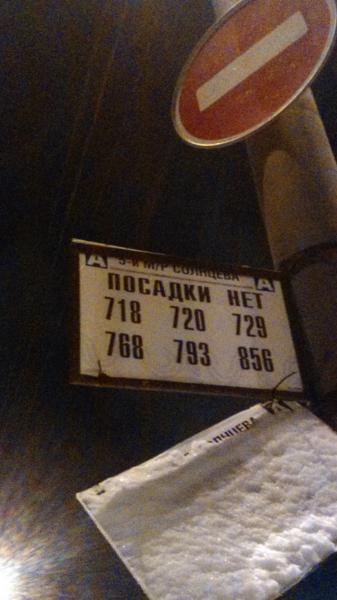 А 5-й М/Р СОЛНЦЕВА А
ПОСАДКИ НЕТ
718 720 729
768 793 856